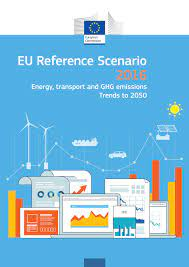 European
Commission
EU Reference Scenario
2016
Energy, transport and GHG emissions
Trends to 2050